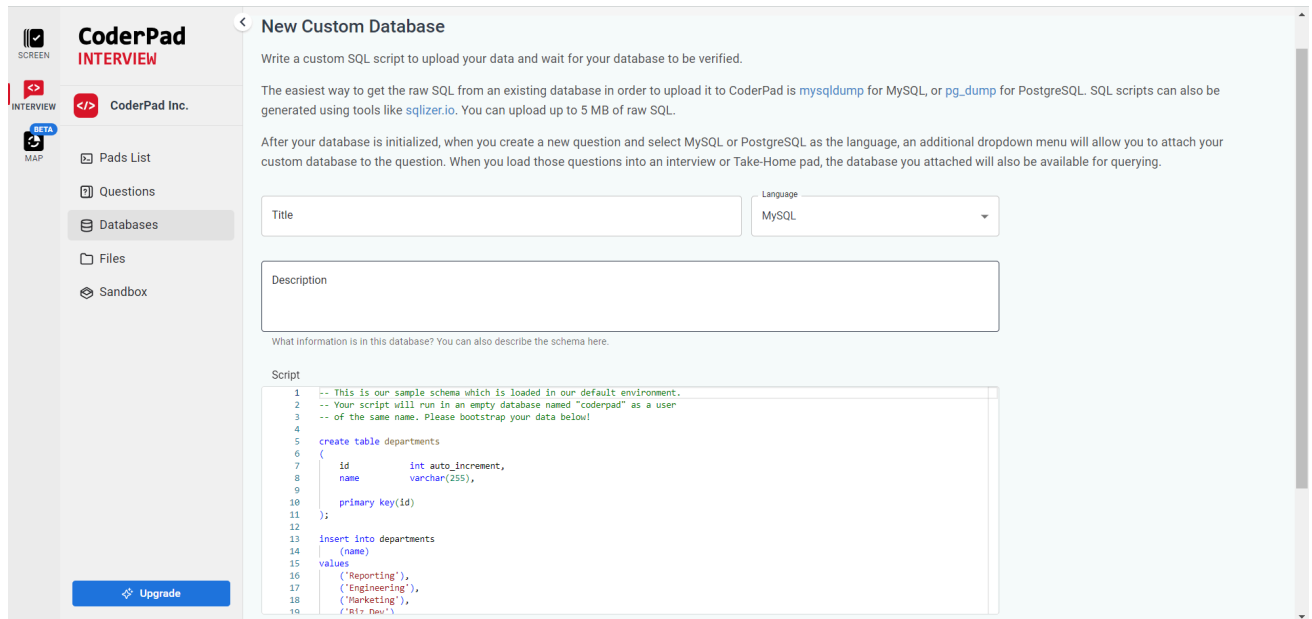 SCREEN
INTERVIEW
BETA
MAP
CoderPad
INTERVIEW
CoderPad Inc.
Pads List
Questions
Databases
Files
Sandbox
Upgrade
New Custom Database
Write a custom SQL script to upload your data and wait for your database to be verified.
The easiest way to get the raw SQL from an existing database in order to upload it to CoderPad is mysqldump for MySQL, or pg_dump for PostgreSQL. SQL scripts can also be
generated using tools like sqlizer.io. You can upload up to 5 MB of raw SQL.
After your database is initialized, when you create a new question and select MySQL or PostgreSQL as the language, an additional dropdown menu will allow you to attach your
custom database to the question. When you load those questions into an interview or Take-Home pad, the database you attached will also be available for querying.
Title
Language
MySQL
Description
What information is in this database? You can also describe the schema here.
Script
1 -- This is our sample schema which is loaded in our default environment.
2 -- Your script will run in an empty database named "coderpad" as a user
3 -- of the same name. Please bootstrap your data below!
4
5 create table departments
6 (
7 id int auto_increment,
8 name varchar(255),
9
10 primary key(id)
11 );
12
13 insert into departments
14 (name)
15 values
16 ('Reporting'),
17 ('Engineering'),
18 ('Marketing'),
19 ('Biz Dev')